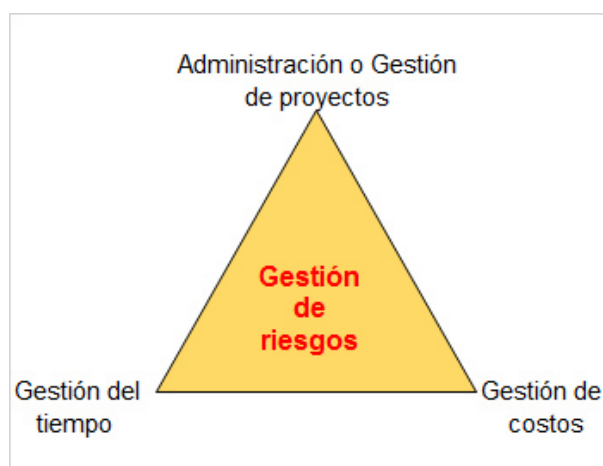 Administración o Gestión
de proyectos
Gestión
de
riesgos
Gestión del
tiempo
Gestión de
costos